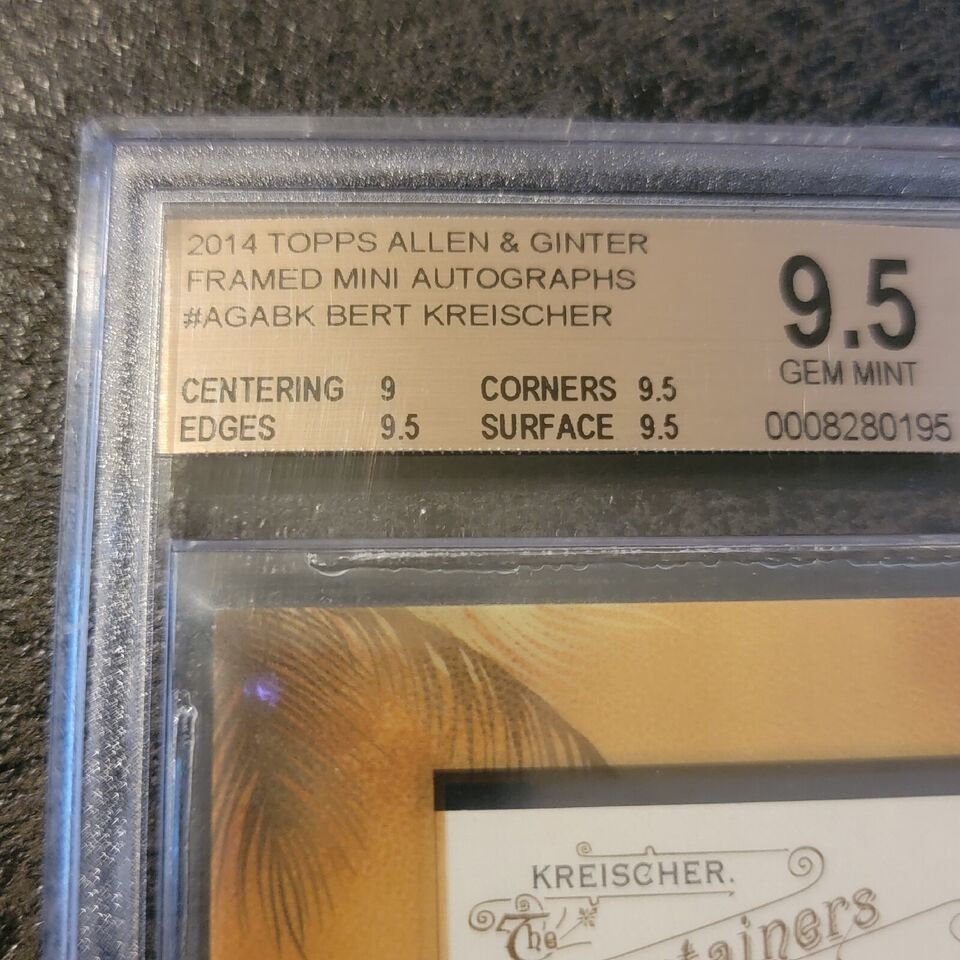 2014 TOPPS ALLEN & GINTER
FRAMED MINI AUTOGRAPHS
#AGABK BERT KREISCHER
9.5
GEM MINT
CENTERING 9 CORNERS 9.5
EDGES 9.5 SURFACE 9.5
0008280195
KREISCHER.
The